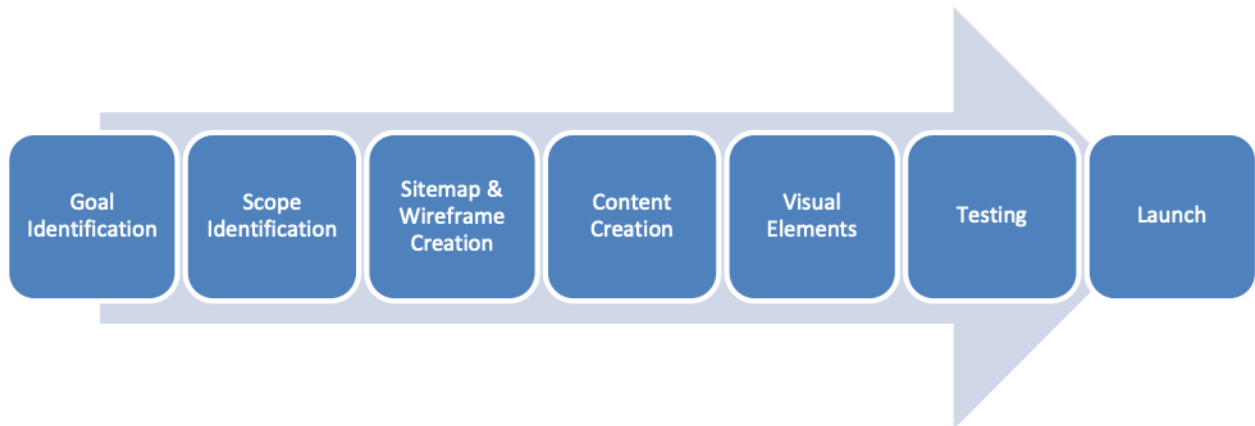 Goal
Identification
Scope
Identification
Sitemap &
Wireframe
Creation
Content
Creation
Visual
Elements
Testing
Launch